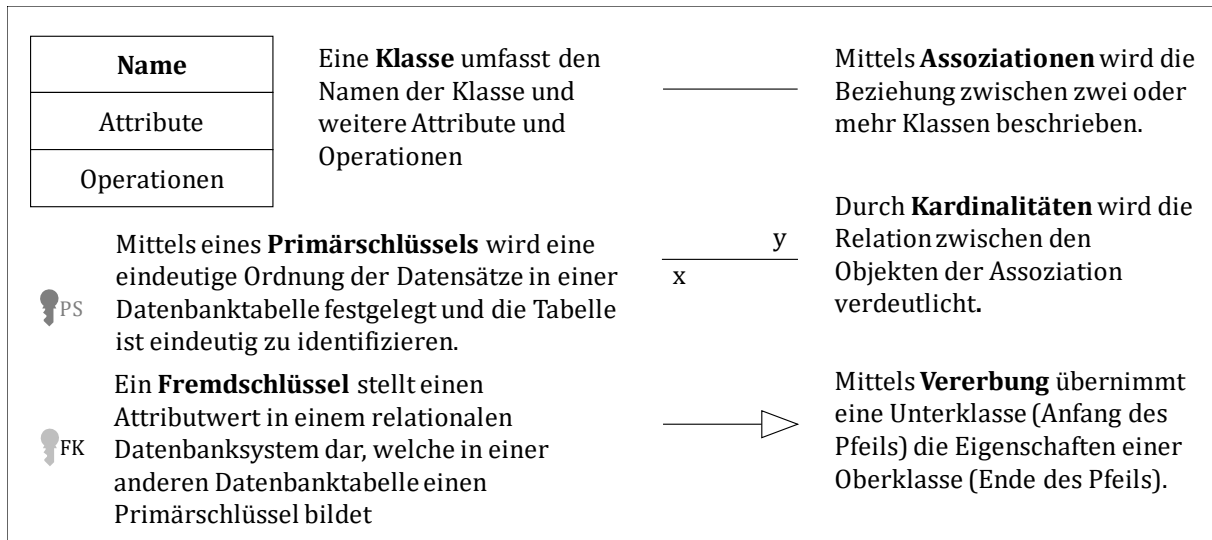 Name
Attribute
Operationen
Eine Klasse umfasst den
Namen der Klasse und
weitere Attribute und
Operationen
Mittels eines Primärschlüssels wird eine
eindeutige Ordnung der Datensätze in einer
Datenbanktabelle festgelegt und die Tabelle
ist eindeutig zu identifizieren.
PS
Ein Fremdschlüssel stellt einen
Attributwert in einem relationalen
Datenbanksystem dar, welche in einer
anderen Datenbanktabelle einen
Primärschlüssel bildet
FK
Mittels Assoziationen wird die
Beziehung zwischen zwei oder
mehr Klassen beschrieben.
y
x
Durch Kardinalitäten wird die
Relation zwischen den
Objekten der Assoziation
verdeutlicht.
Mittels Vererbung übernimmt
eine Unterklasse (Anfang des
Pfeils) die Eigenschaften einer
Oberklasse (Ende des Pfeils).